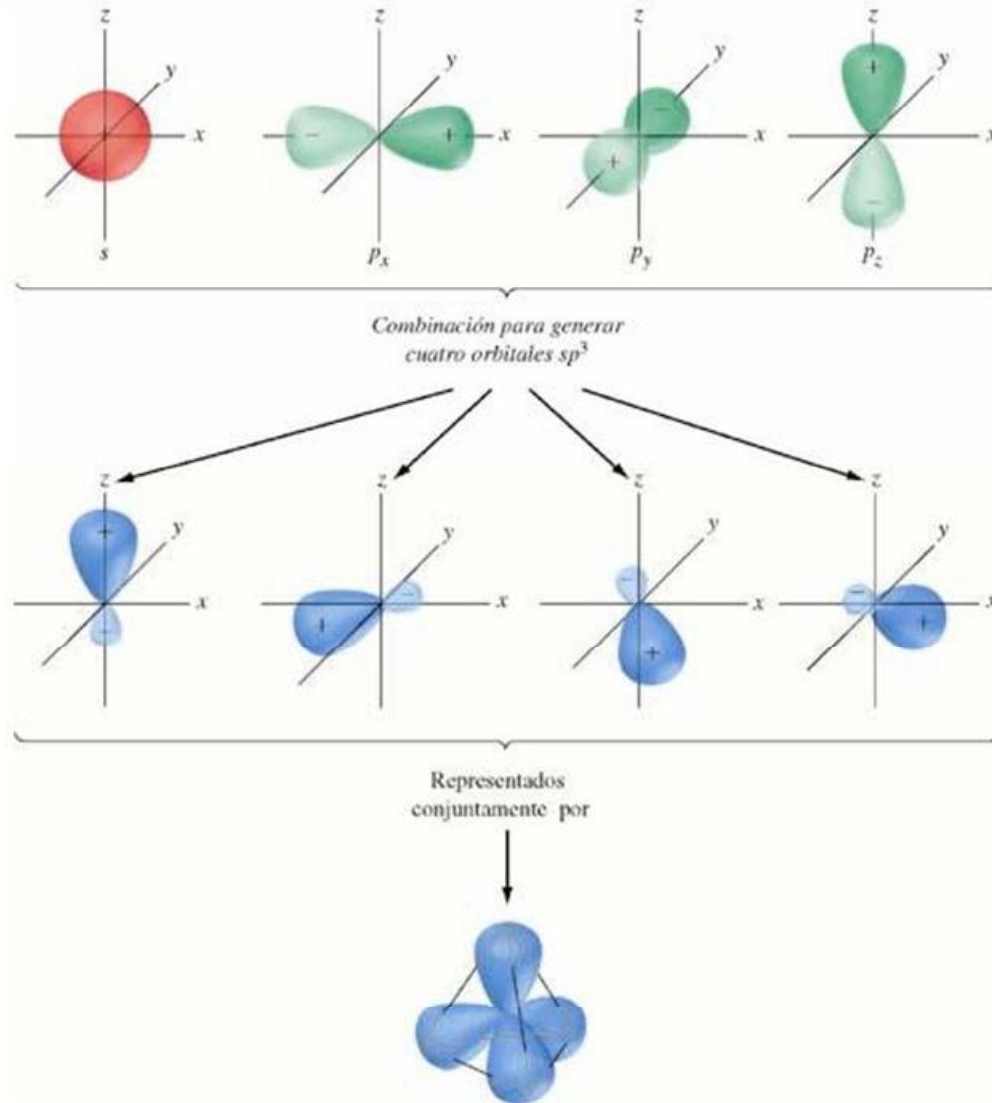 z z z z
y y y y
x x x x
− + − + + −
s p_x p_y p_z
Combinación para generar
cuatro orbitales sp³
z z z z
y y y y
x x x x
+ − + − − + − +
Representados
conjuntamente por